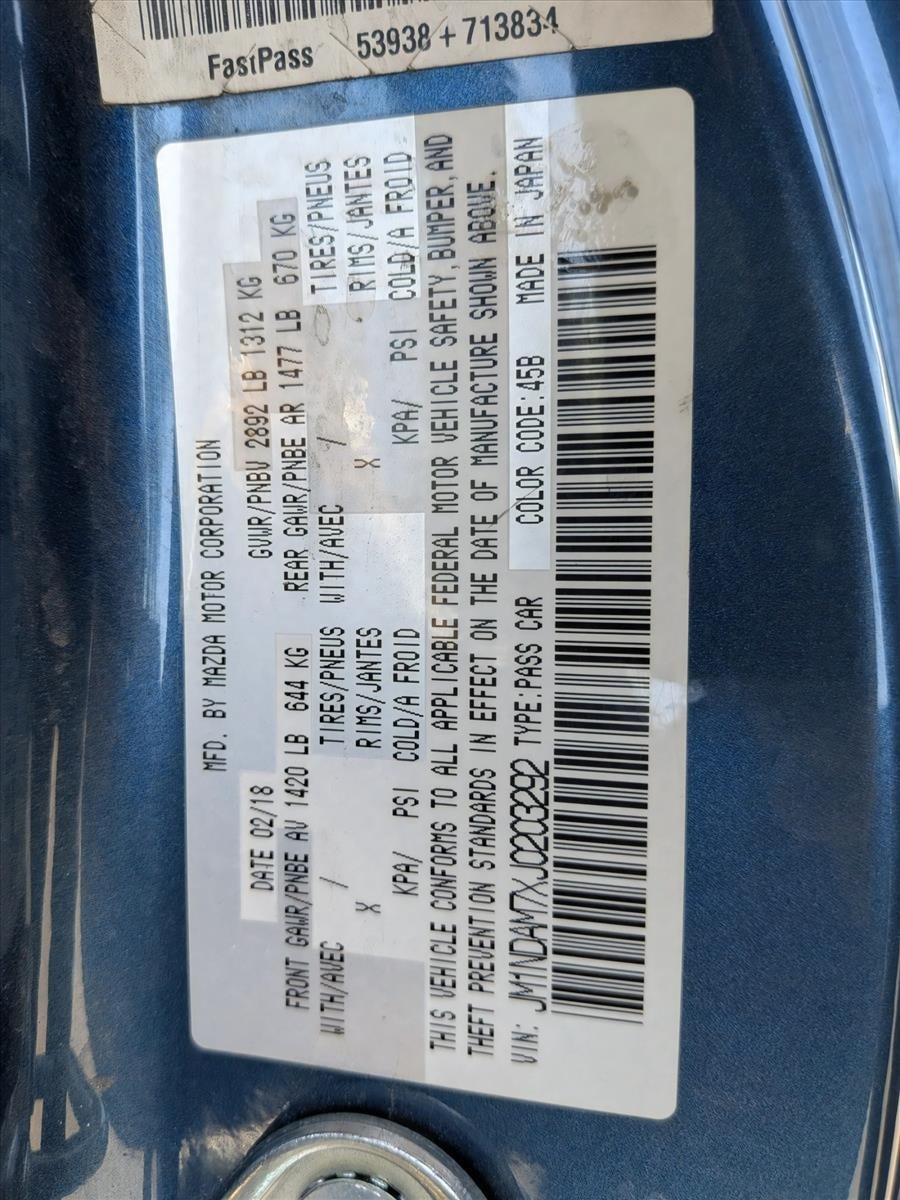 FastPass 53938+713834
MFD. BY MAZDA MOTOR CORPORATION
DATE 02/18 GVWR/PNBV 2892 LB 1312 KG
FRONT GAWR/PNBE AV 1420 LB 644 KG REAR GAWR/PNBE AR 1477 LB 670 KG
WITH/AVEC / TIRES/PNEUS WITH/AVEC / TIRES/PNEUS
X RIMS/JANTES X RIMS/JANTES
KPA/ PSI COLD/A FROID KPA/ PSI COLD/A FROID
THIS VEHICLE CONFORMS TO ALL APPLICABLE FEDERAL MOTOR VEHICLE SAFETY, BUMPER, AND
THEFT PREVENTION STANDARDS IN EFFECT ON THE DATE OF MANUFACTURE SHOWN ABOVE.
VIN: JM1NDAM7XJ0203292 TYPE:PASS CAR COLOR CODE:45B MADE IN JAPAN